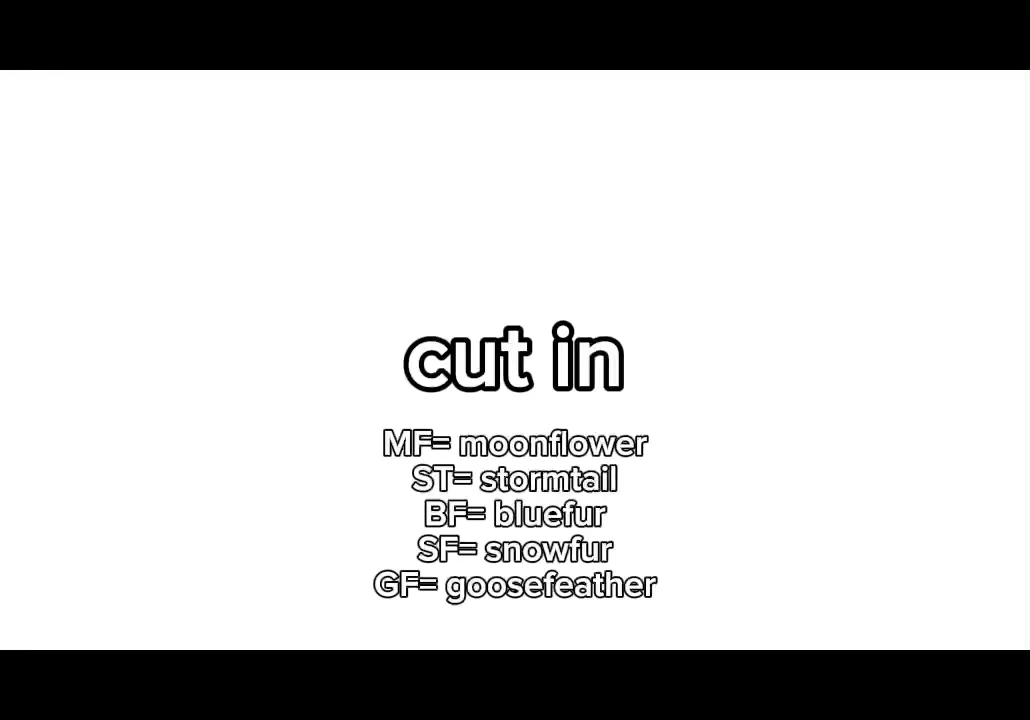 cut in
MF= moonflower
ST= stormtail
BF= bluefur
SF= snowfur
GF= goosefeather